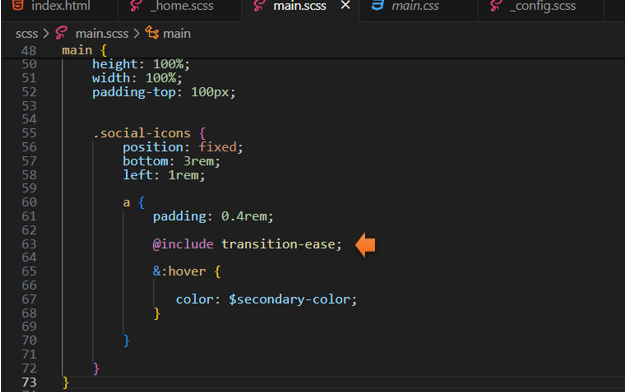 index.html _home.scss main.scss × main.css _config.scss
scss > main.scss > main
48 main {
50 height: 100%;
51 width: 100%;
52 padding-top: 100px;
53
54
55 .social-icons {
56 position: fixed;
57 bottom: 3rem;
58 left: 1rem;
59
60 a {
61 padding: 0.4rem;
62
63 @include transition-ease;
64
65 &:hover {
66
67 color: $secondary-color;
68 }
69
70 }
71
72 }
73 }